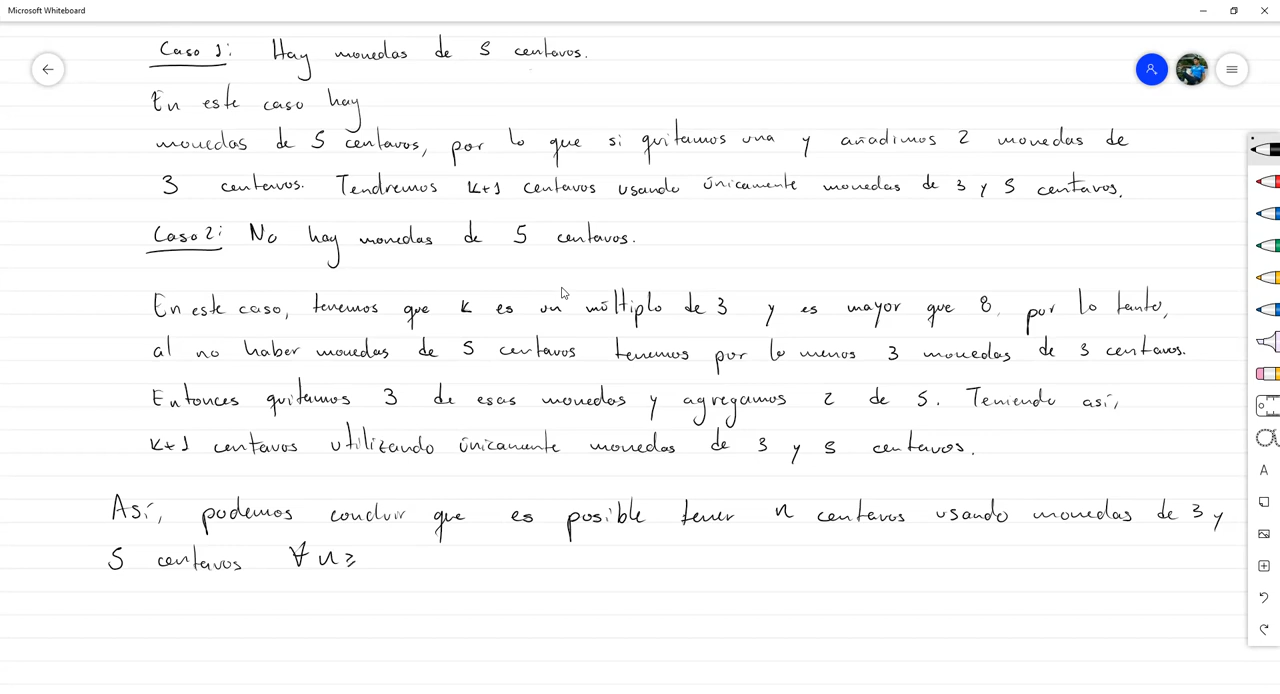 Microsoft Whiteboard
Caso 1: Hay monedas de 5 centavos.
En este caso hay
monedas de 5 centavos, por lo que si quitamos una y añadimos 2 monedas de
3 centavos. Tendremos k+1 centavos usando únicamente monedas de 3 y 5 centavos.
Caso 2: No hay monedas de 5 centavos.
En este caso, tenemos que k es un múltiplo de 3 y es mayor que 8, por lo tanto,
al no haber monedas de 5 centavos tenemos por lo menos 3 monedas de 3 centavos.
Entonces quitamos 3 de esas monedas y agregamos 2 de 5. Teniendo así,
k+1 centavos utilizando únicamente monedas de 3 y 5 centavos.
Así, podemos concluir que es posible tener n centavos usando monedas de 3 y
5 centavos ∀ n ≥
A